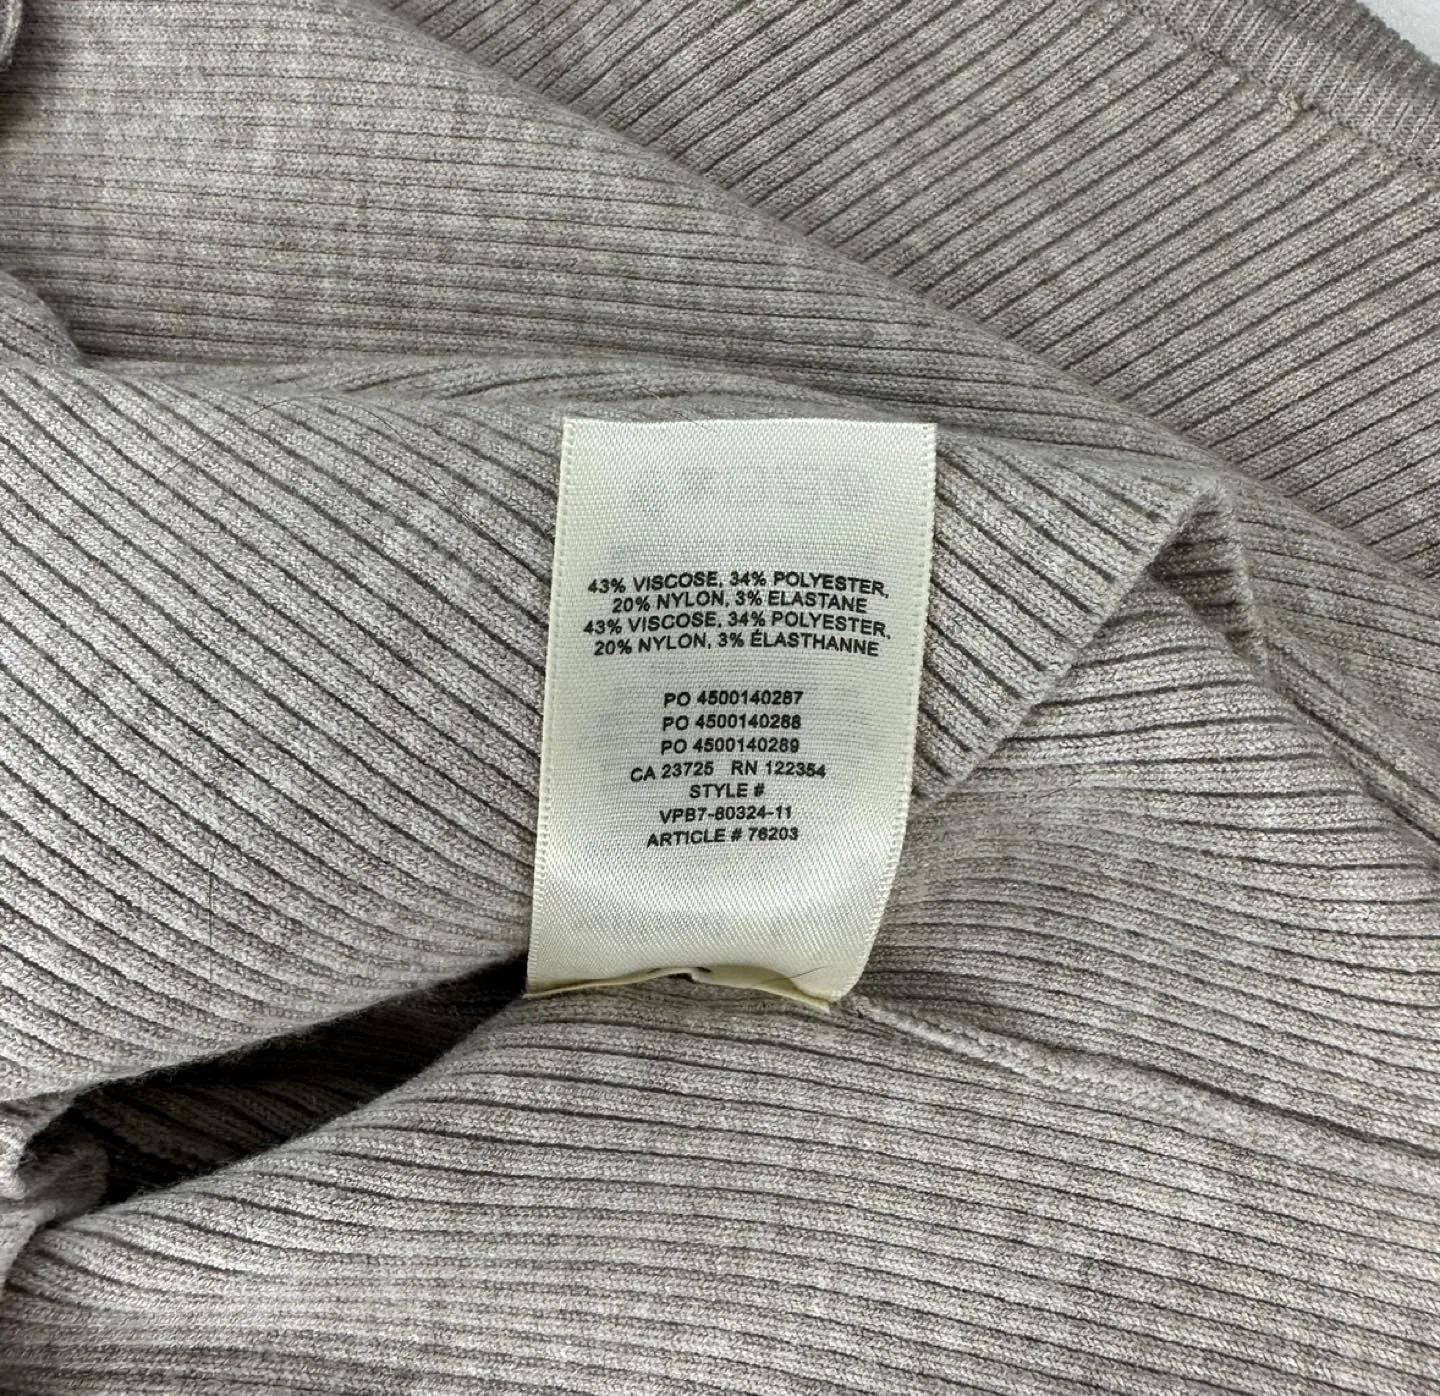 43% VISCOSE, 34% POLYESTER,
20% NYLON, 3% ELASTANE
43% VISCOSE, 34% POLYESTER,
20% NYLON, 3% ÉLASTHANNE
PO 4500140287
PO 4500140288
PO 4500140289
CA 23725 RN 122354
STYLE #
VPB7-60324-11
ARTICLE # 76203